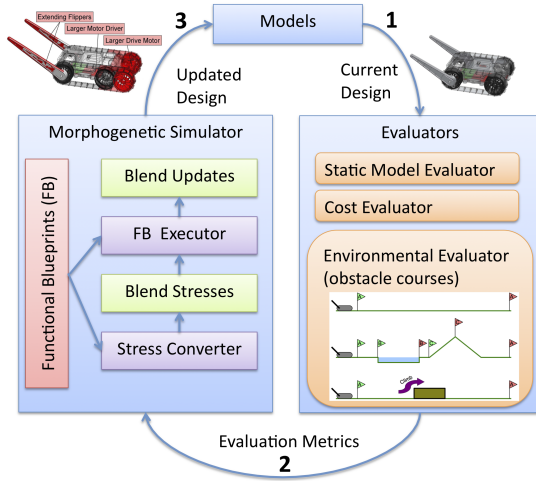 Extending Flippers
Larger Motor Driver
Larger Drive Motor
3
Models
1
Updated
Design
Current
Design
Morphogenetic Simulator
Functional Blueprints (FB)
Blend Updates
FB Executor
Blend Stresses
Stress Converter
Evaluators
Static Model Evaluator
Cost Evaluator
Environmental Evaluator
(obstacle courses)
Climb
Evaluation Metrics
2